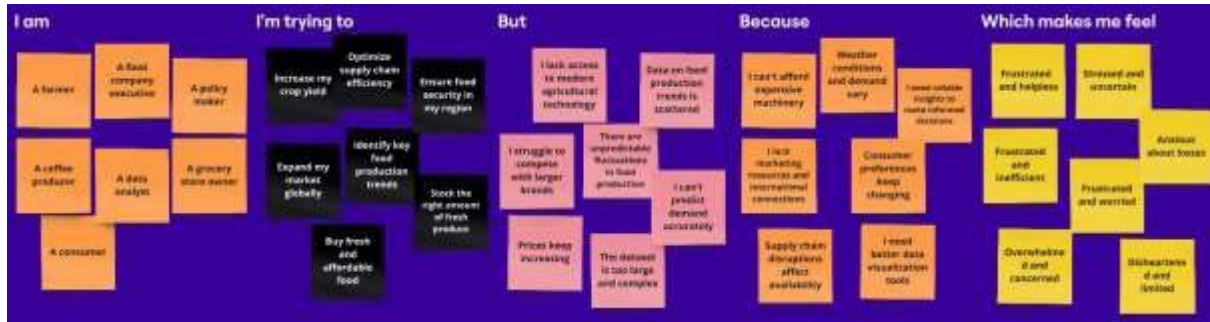 I am
A farmer
A food
company
executive
A policy
maker
A coffee
producer
A data
analyst
A grocery
store owner
A consumer
I'm trying to
Increase my
crop yield
Optimize
supply chain
efficiency
Ensure food
security in
my region
Expand my
market
globally
Identify key
food
production
trends
Stock the
right amount
of fresh
produce
Buy fresh
and
affordable
food
But
I lack access
to modern
agricultural
technology
Data on food
production
trends is
scattered
I struggle to
compete
with larger
brands
There are
unpredictable
fluctuations
in food
production
I can't
predict
demand
accurately
Prices keep
increasing
The dataset
is too large
and complex
Because
I can't afford
expensive
machinery
Weather
conditions
and demand
vary
I need reliable
insights to
make informed
decisions
I lack
marketing
resources and
international
connections
Consumer
preferences
keep
changing
Supply chain
disruptions
affect
availability
I need
better data
visualization
tools
Which makes me feel
Frustrated
and helpless
Stressed and
uncertain
Anxious
about losses
Frustrated
and
inefficient
Frustrated
and worried
Overwhelme
d and
concerned
Dishearten
d and
limited